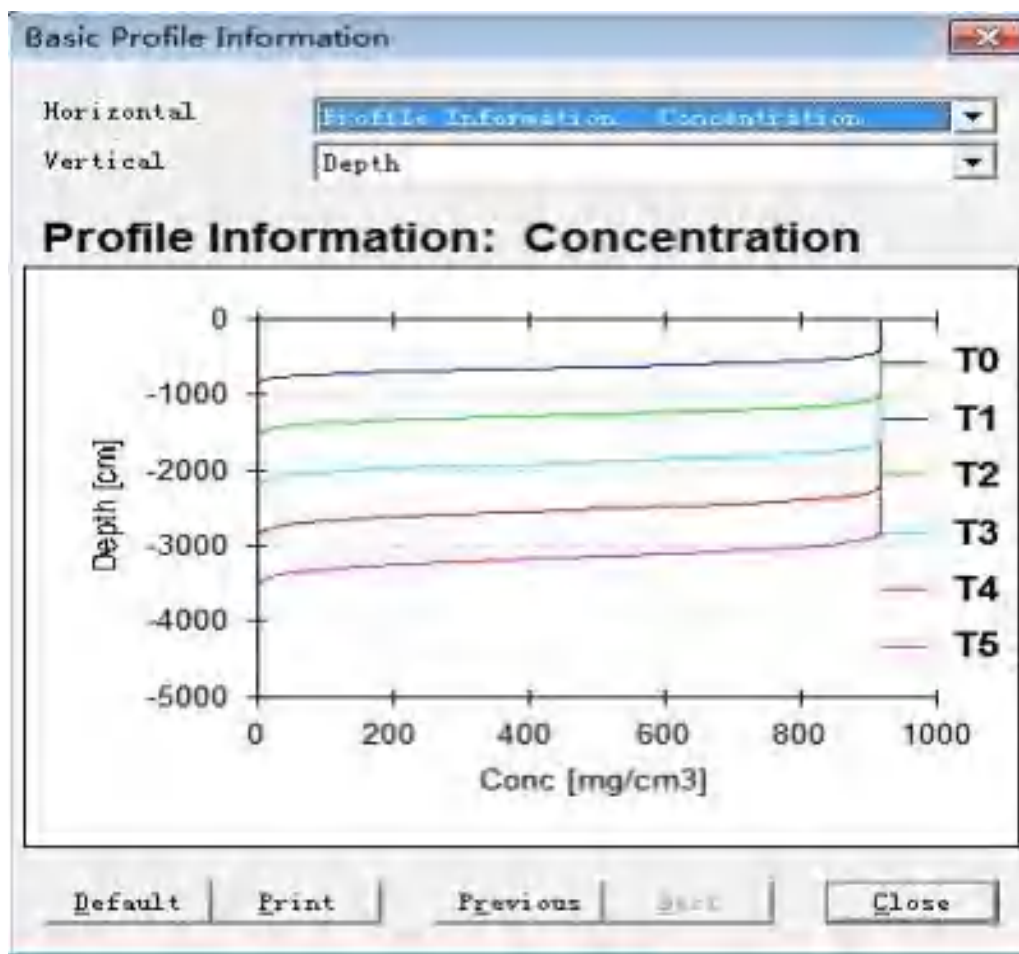 Basic Profile Information
Horizontal Profile Information Concentration
Vertical Depth
Profile Information: Concentration
0
-1000
-2000
-3000
-4000
-5000
Depth [cm]
0 200 400 600 800 1000
Conc [mg/cm3]
T0
T1
T2
T3
T4
T5
Default Print Previous Next Close